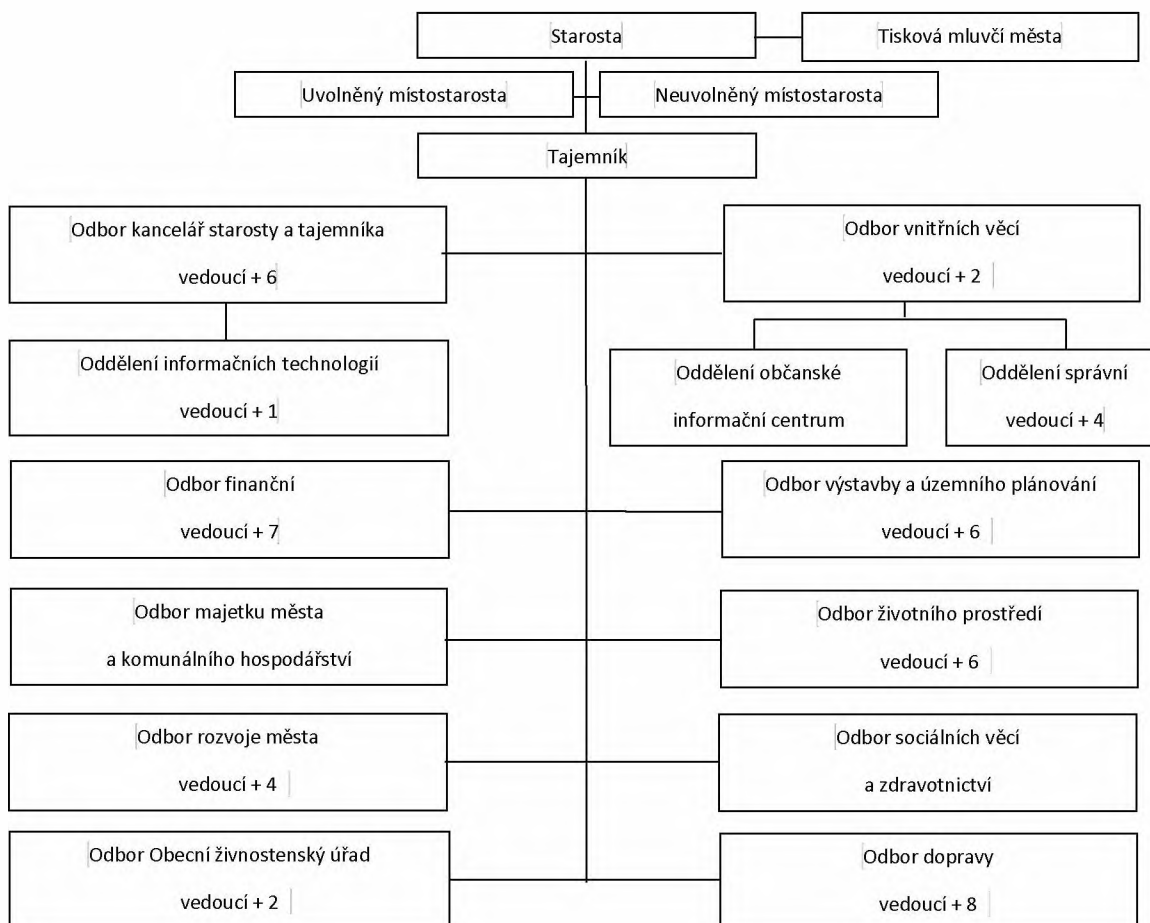 Starosta
Tisková mluvčí města
Uvolněný místostarosta
Neuvolněný místostarosta
Tajemník
Odbor kancelář starosty a tajemníka
vedoucí + 6
Odbor vnitřních věcí
vedoucí + 2
Oddělení informačních technologií
vedoucí + 1
Oddělení občanské
informační centrum
Oddělení správní
vedoucí + 4
Odbor finanční
vedoucí + 7
Odbor výstavby a územního plánování
vedoucí + 6
Odbor majetku města
a komunálního hospodářství
Odbor životního prostředí
vedoucí + 6
Odbor rozvoje města
vedoucí + 4
Odbor sociálních věcí
a zdravotnictví
Odbor Obecní živnostenský úřad
vedoucí + 2
Odbor dopravy
vedoucí + 8